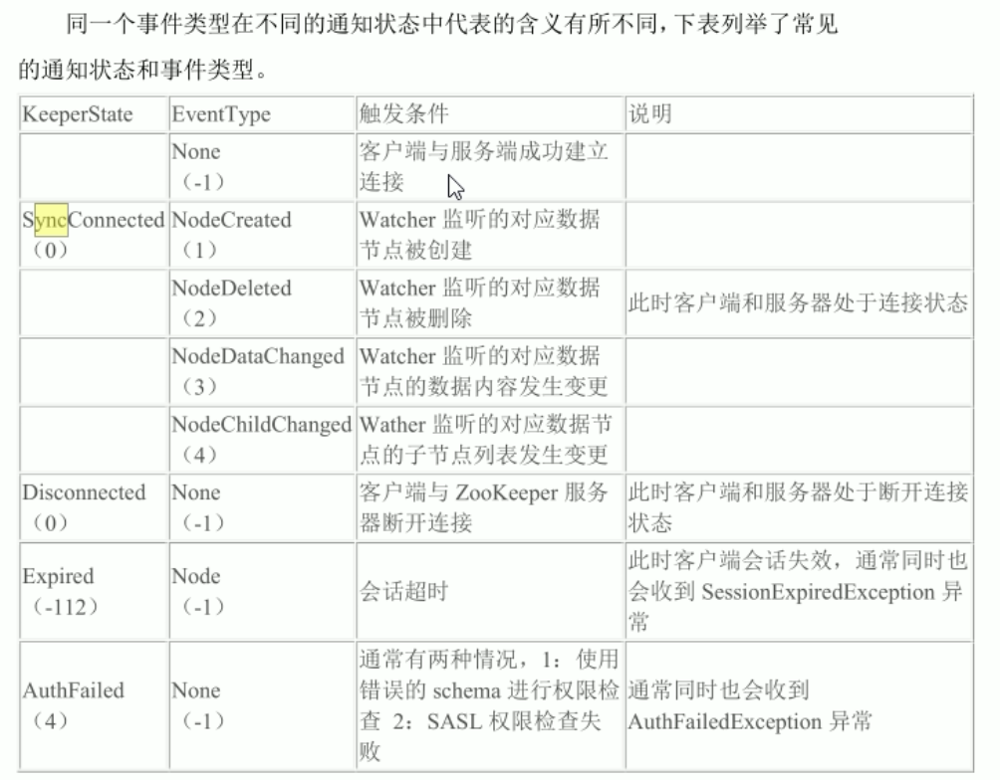 同一个事件类型在不同的通知状态中代表的含义有所不同，下表列举了常见
的通知状态和事件类型。
KeeperState EventType 触发条件 说明
None
（-1）
客户端与服务端成功建立
连接
SyncConnected
（0）
NodeCreated
（1）
Watcher 监听的对应数据
节点被创建
NodeDeleted
（2）
Watcher 监听的对应数据
节点被删除
此时客户端和服务器处于连接状态
NodeDataChanged
（3）
Watcher 监听的对应数据
节点的数据内容发生变更
NodeChildChanged
（4）
Wather 监听的对应数据节
点的子节点列表发生变更
Disconnected
（0）
None
（-1）
客户端与 ZooKeeper 服务
器断开连接
此时客户端和服务器处于断开连接
状态
Expired
（-112）
Node
（-1）
会话超时
此时客户端会话失效，通常同时也
会收到 SessionExpiredException 异
常
AuthFailed
（4）
None
（-1）
通常有两种情况，1：使用
错误的 schema 进行权限检
查 2：SASL 权限检查失
败
通常同时也会收到
AuthFailedException 异常